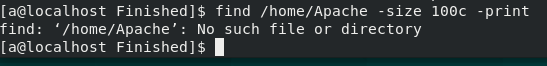 [a@localhost Finished]$ find /home/Apache -size 100c -print
find: ‘/home/Apache’: No such file or directory
[a@localhost Finished]$